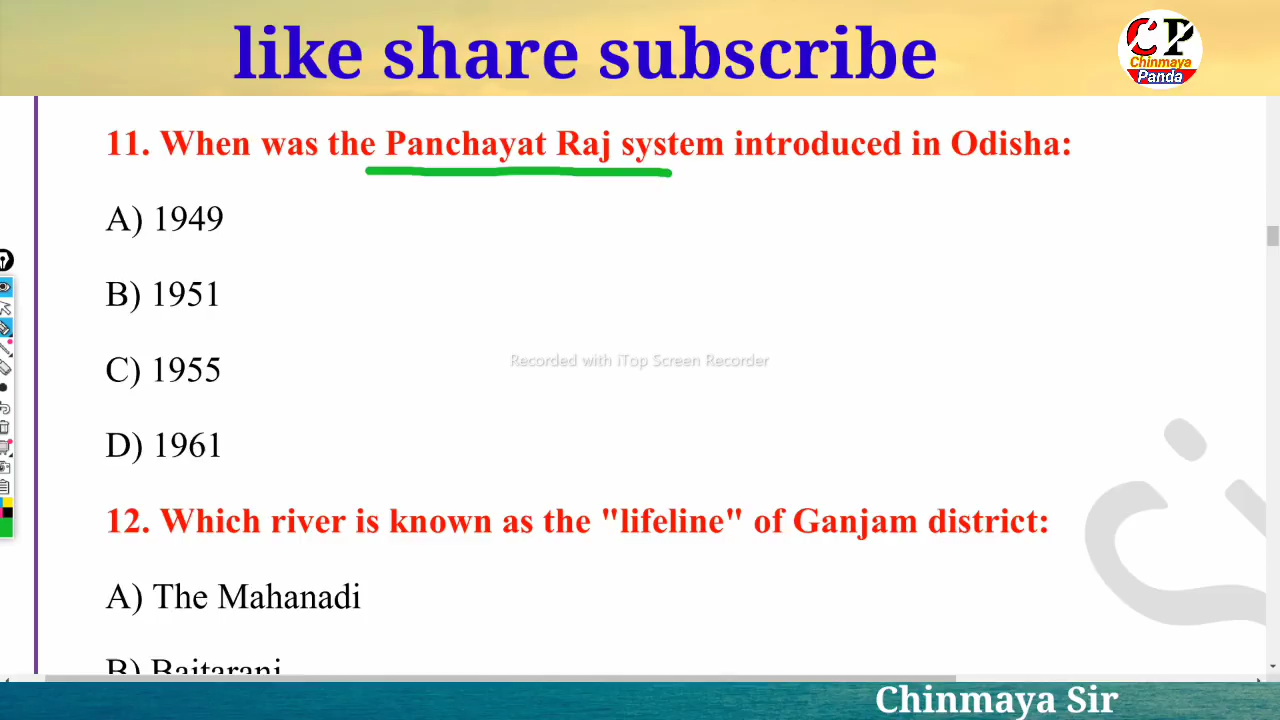 like share subscribe
CP
Chinmaya
Panda
11. When was the Panchayat Raj system introduced in Odisha:
A) 1949
B) 1951
C) 1955
Recorded with iTop Screen Recorder
D) 1961
12. Which river is known as the "lifeline" of Ganjam district:
A) The Mahanadi
B) Baitarani
Chinmaya Sir